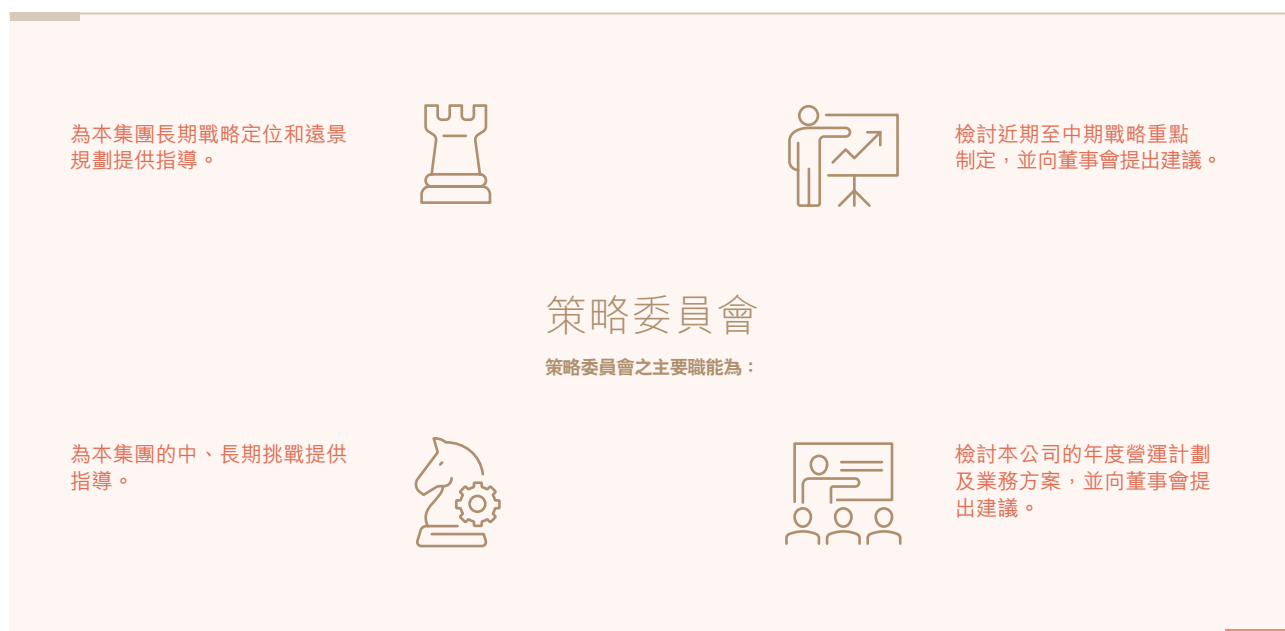 為本集團長期戰略定位和遠景
規劃提供指導。
檢討近期至中期戰略重點
制定，並向董事會提出建議。
策略委員會
策略委員會之主要職能為：
為本集團的中、長期挑戰提供
指導。
檢討本公司的年度營運計劃
及業務方案，並向董事會提
出建議。